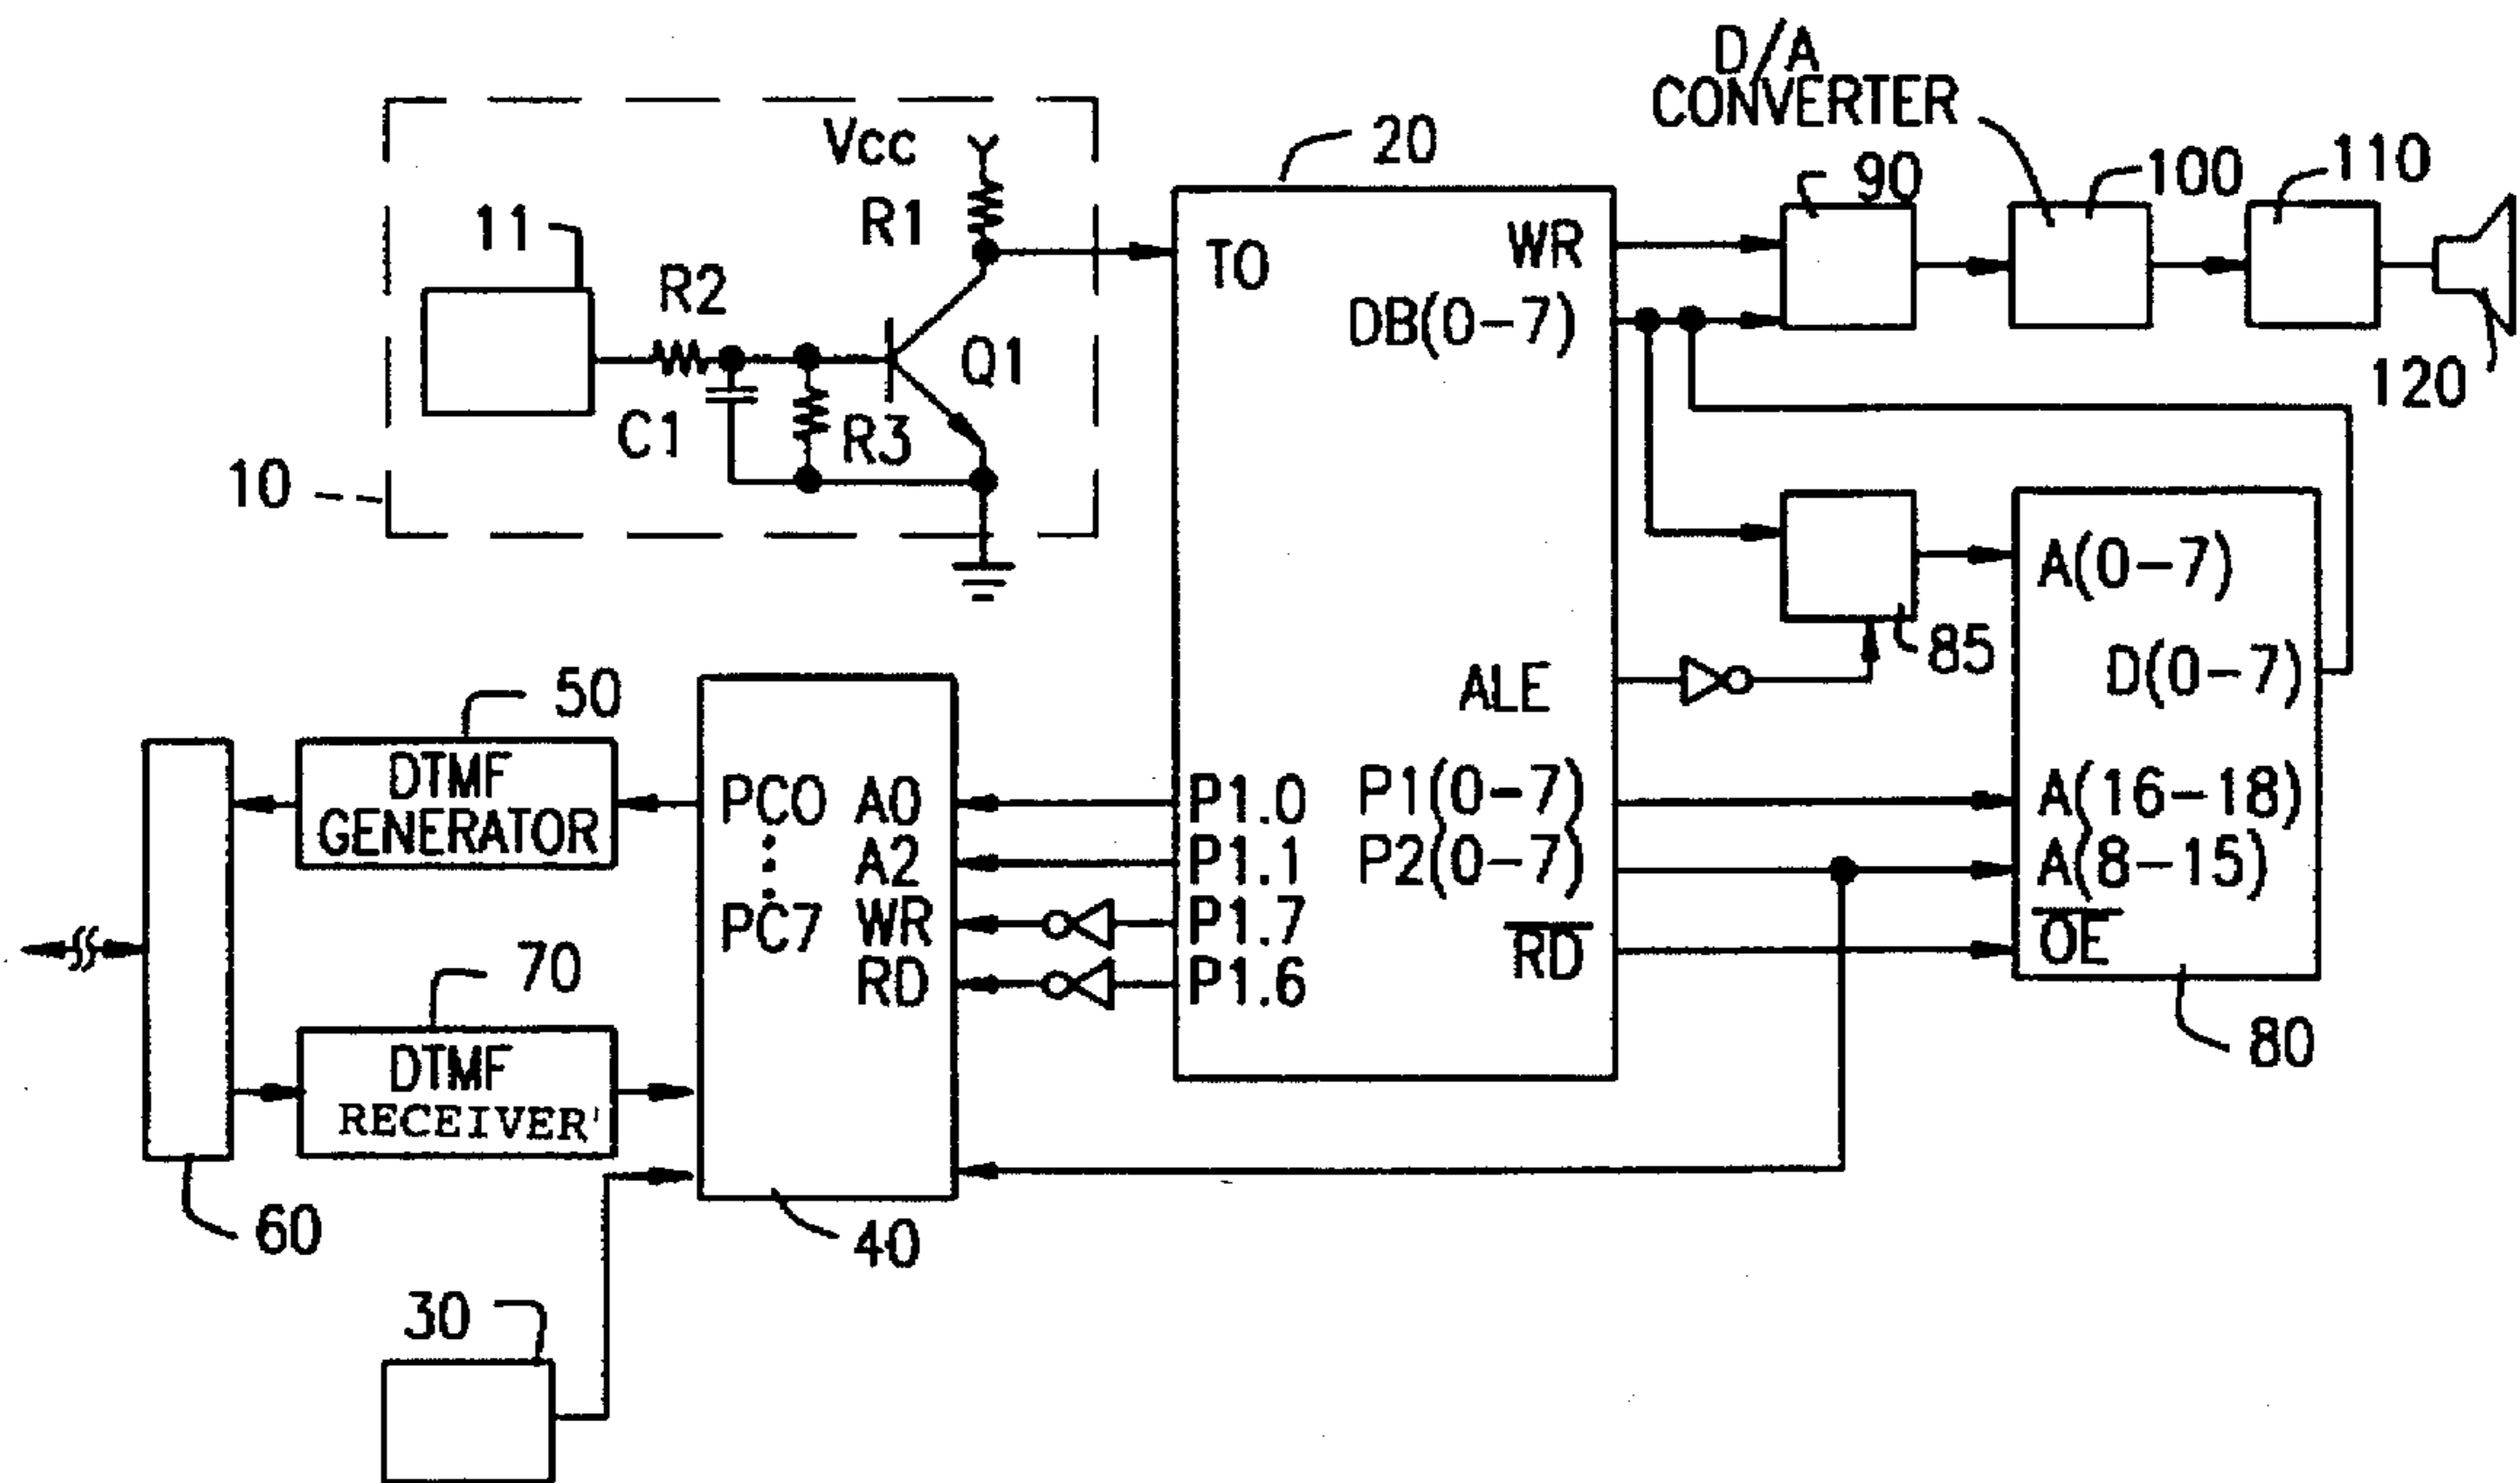 D/A
CONVERTER
20
90
100
110
120
Vcc
R1
11
R2
Q1
C1
R3
10
TO
WR
DB(0-7)
ALE
P1.0
P1.1
P1.7
P1.6
P1(0-7)
P2(0-7)
RD
85
A(0-7)
D(0-7)
A(16-18)
A(8-15)
OE
80
50
DTMF
GENERATOR
PC0
PC7
A0
A2
WR
RD
70
DTMF
RECEIVER
60
40
30